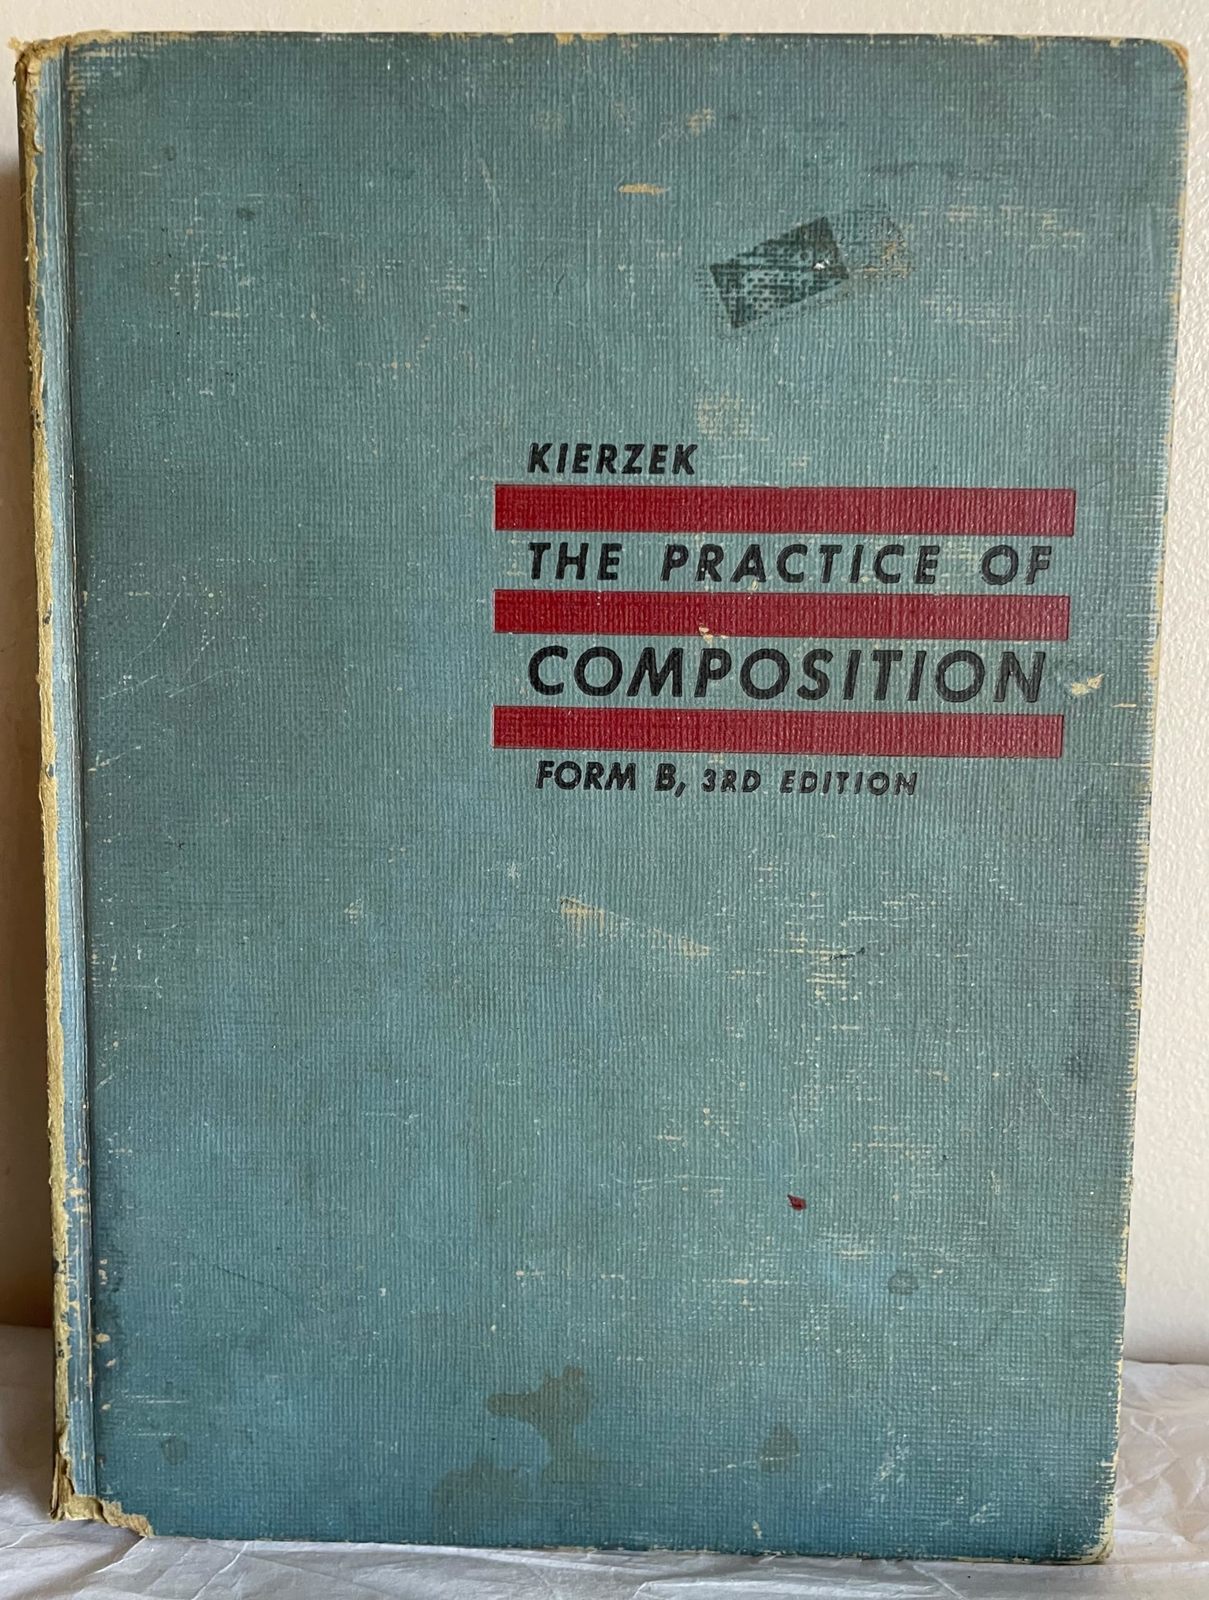 KIERZEK
THE PRACTICE OF
COMPOSITION
FORM B, 3RD EDITION